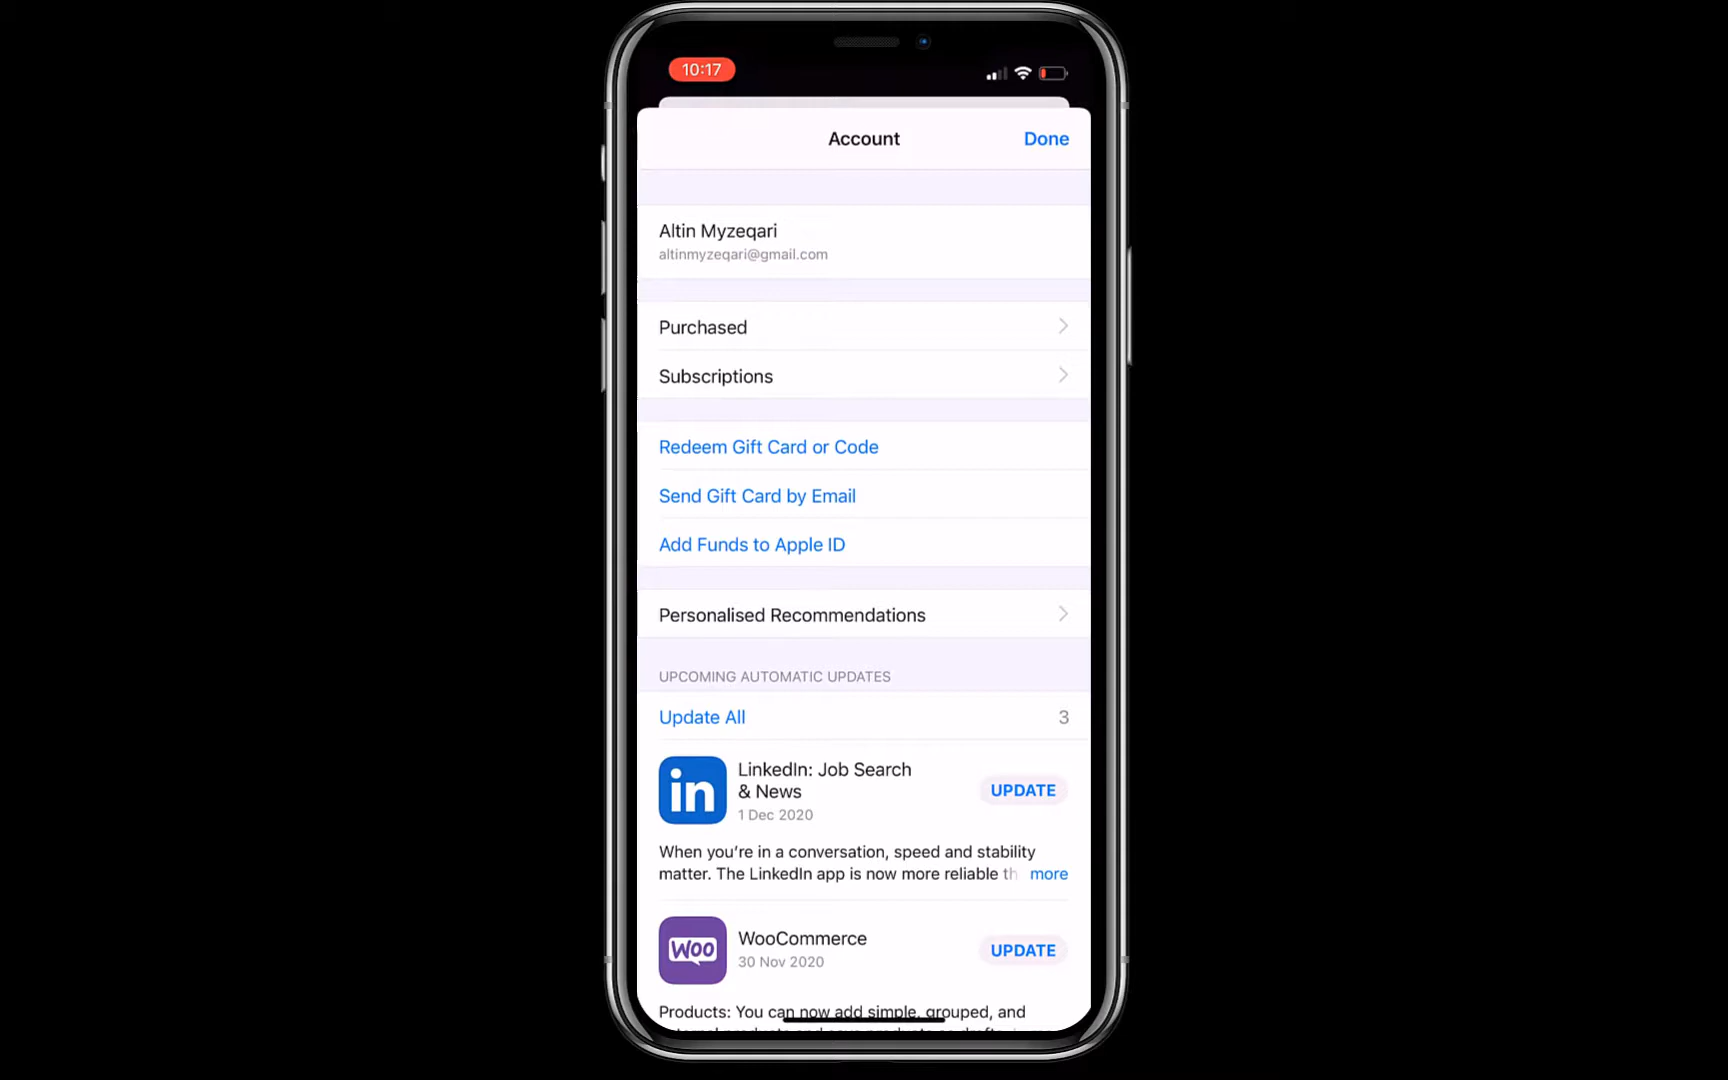 10:17
Account
Done
Altin Myzeqari
altinmyzeqari@gmail.com
Purchased
Subscriptions
Redeem Gift Card or Code
Send Gift Card by Email
Add Funds to Apple ID
Personalised Recommendations
UPCOMING AUTOMATIC UPDATES
Update All
3
in
LinkedIn: Job Search
& News
1 Dec 2020
UPDATE
When you're in a conversation, speed and stability
matter. The LinkedIn app is now more reliable th more
Woo
WooCommerce
30 Nov 2020
UPDATE
Products: You can now add simple, grouped, and